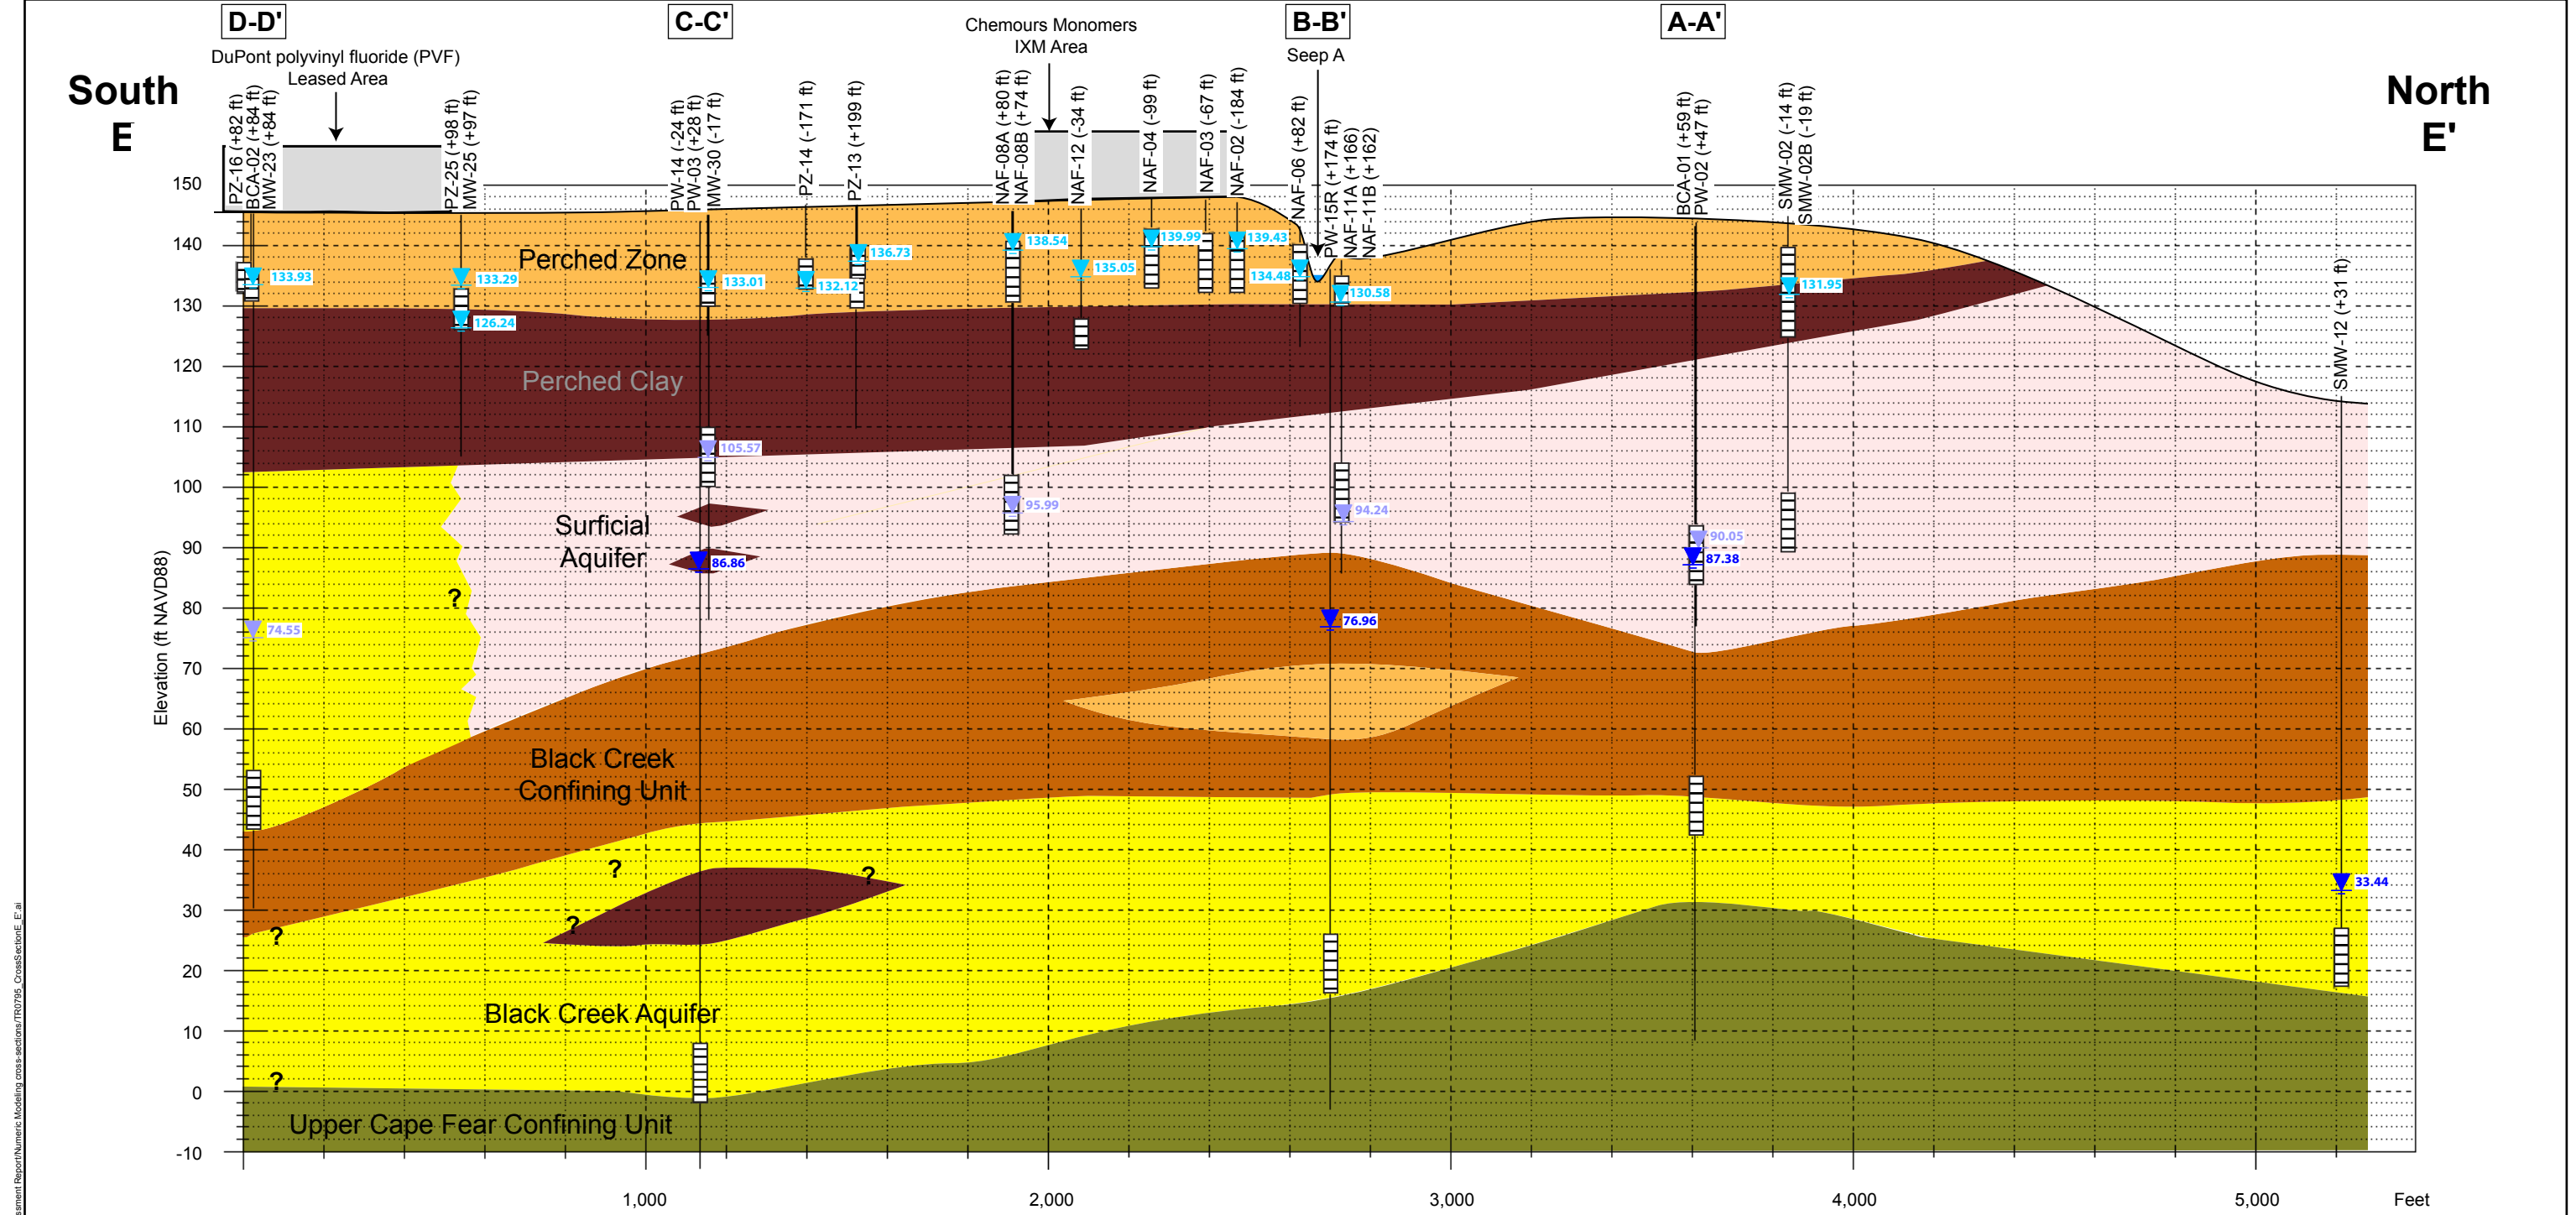 D-D'
C-C'
B-B'
A-A'
DuPont polyvinyl fluoride (PVF)
Leased Area
Chemours Monomers
IXM Area
Seep A
South
E
North
E'
PZ-16 (+82 ft)
BCA-02 (+84 ft)
MW-23 (+84 ft)
PZ-25 (+98 ft)
MW-25 (+97 ft)
PW-14 (-24 ft)
PW-03 (+28 ft)
MW-30 (-17 ft)
PZ-14 (-171 ft)
PZ-13 (+199 ft)
NAF-08A (+80 ft)
NAF-08B (+74 ft)
NAF-12 (-34 ft)
NAF-04 (-99 ft)
NAF-03 (-67 ft)
NAF-02 (-184 ft)
NAF-06 (+82 ft)
PW-15R (+174 ft)
NAF-11A (+166)
NAF-11B (+162)
BCA-01 (+59 ft)
PW-02 (+47 ft)
SMW-02 (-14 ft)
SMW-02B (-19 ft)
SMW-12 (+31 ft)
Elevation (ft NAVD88)
150
140
130
120
110
100
90
80
70
60
50
40
30
20
10
0
-10
133.93
133.29
126.24
133.01
132.12
136.73
138.54
135.05
139.99
139.43
134.48
130.58
131.95
105.57
95.99
94.24
90.05
87.38
86.86
76.96
74.55
33.44
Perched Zone
Perched Clay
Surficial
Aquifer
Black Creek
Confining Unit
Black Creek Aquifer
Upper Cape Fear Confining Unit
?
?
?
?
?
?
1,000
2,000
3,000
4,000
5,000
Feet
ssment Report/Numeric Modeling cross-sections/TR0795_CrossSectionE_E'.ai